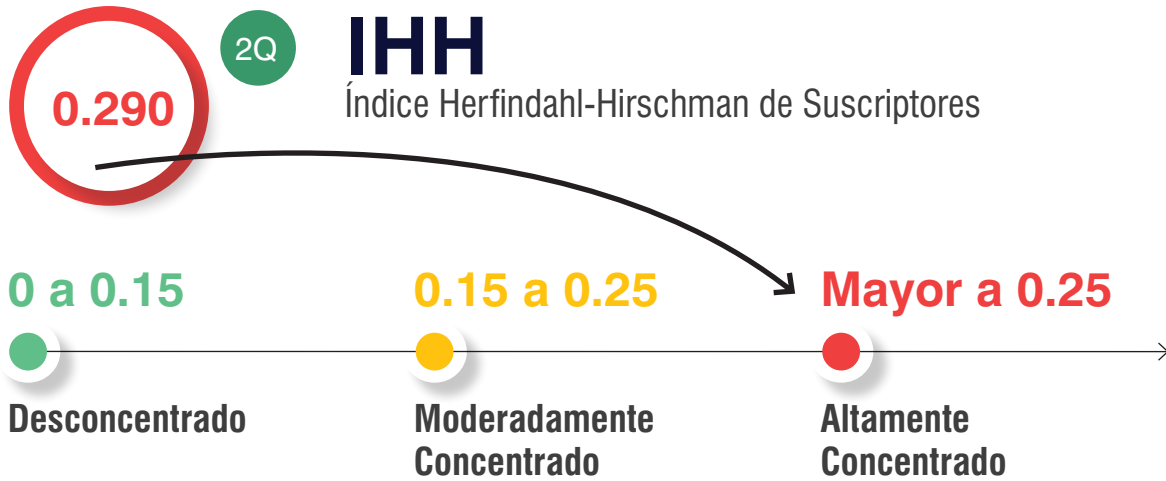 0.290
2Q
IHH
Índice Herfindahl-Hirschman de Suscriptores
0 a 0.15
0.15 a 0.25
Mayor a 0.25
Desconcentrado
Moderadamente
Concentrado
Altamente
Concentrado